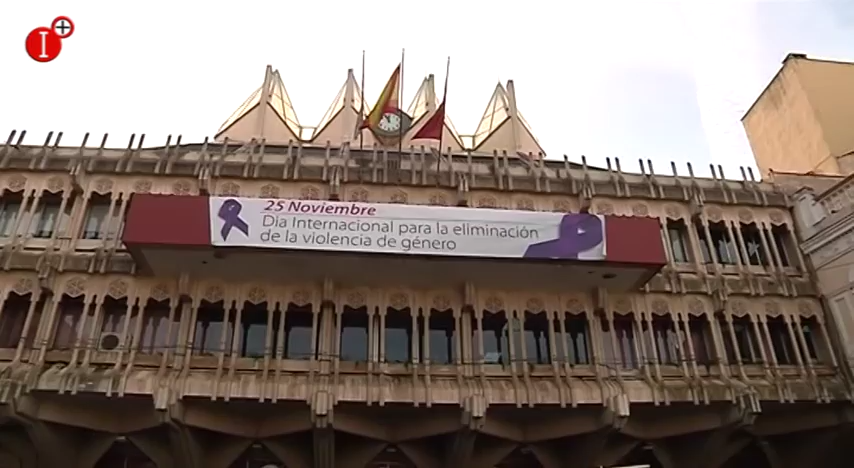 I+
25 Noviembre
Día Internacional para la eliminación
de la violencia de género